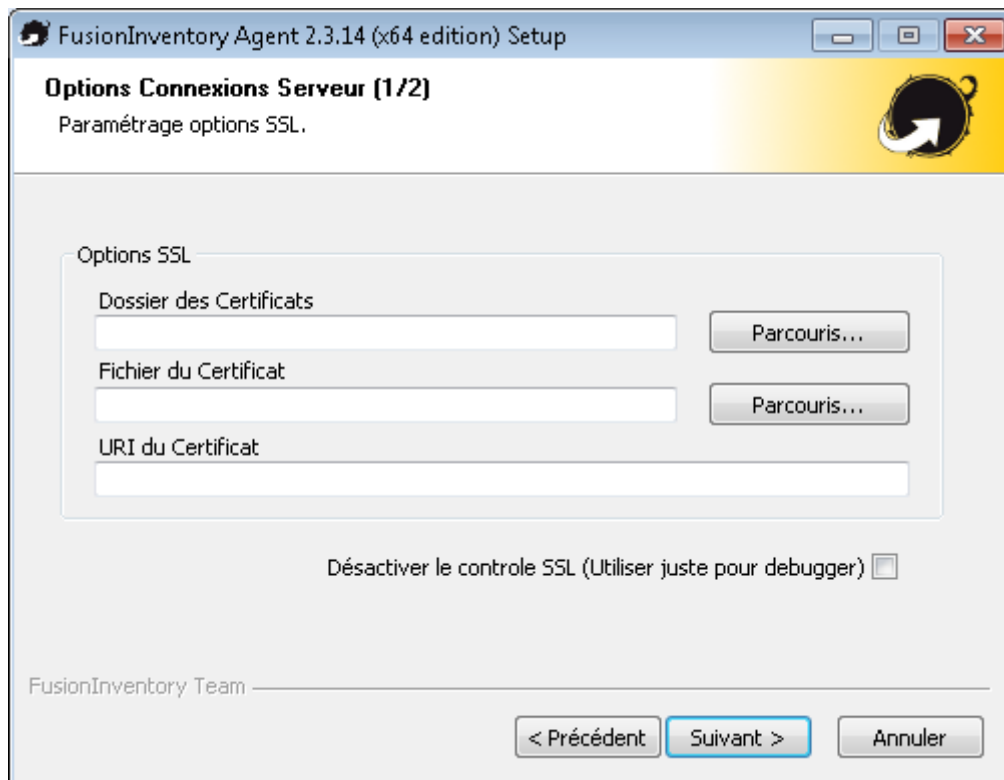 FusionInventory Agent 2.3.14 (x64 edition) Setup
Options Connexions Serveur (1/2)
Paramétrage options SSL.
Options SSL
Dossier des Certificats
Parcouris...
Fichier du Certificat
Parcouris...
URI du Certificat
Désactiver le controle SSL (Utiliser juste pour debugger)
FusionInventory Team
< Précédent Suivant > Annuler